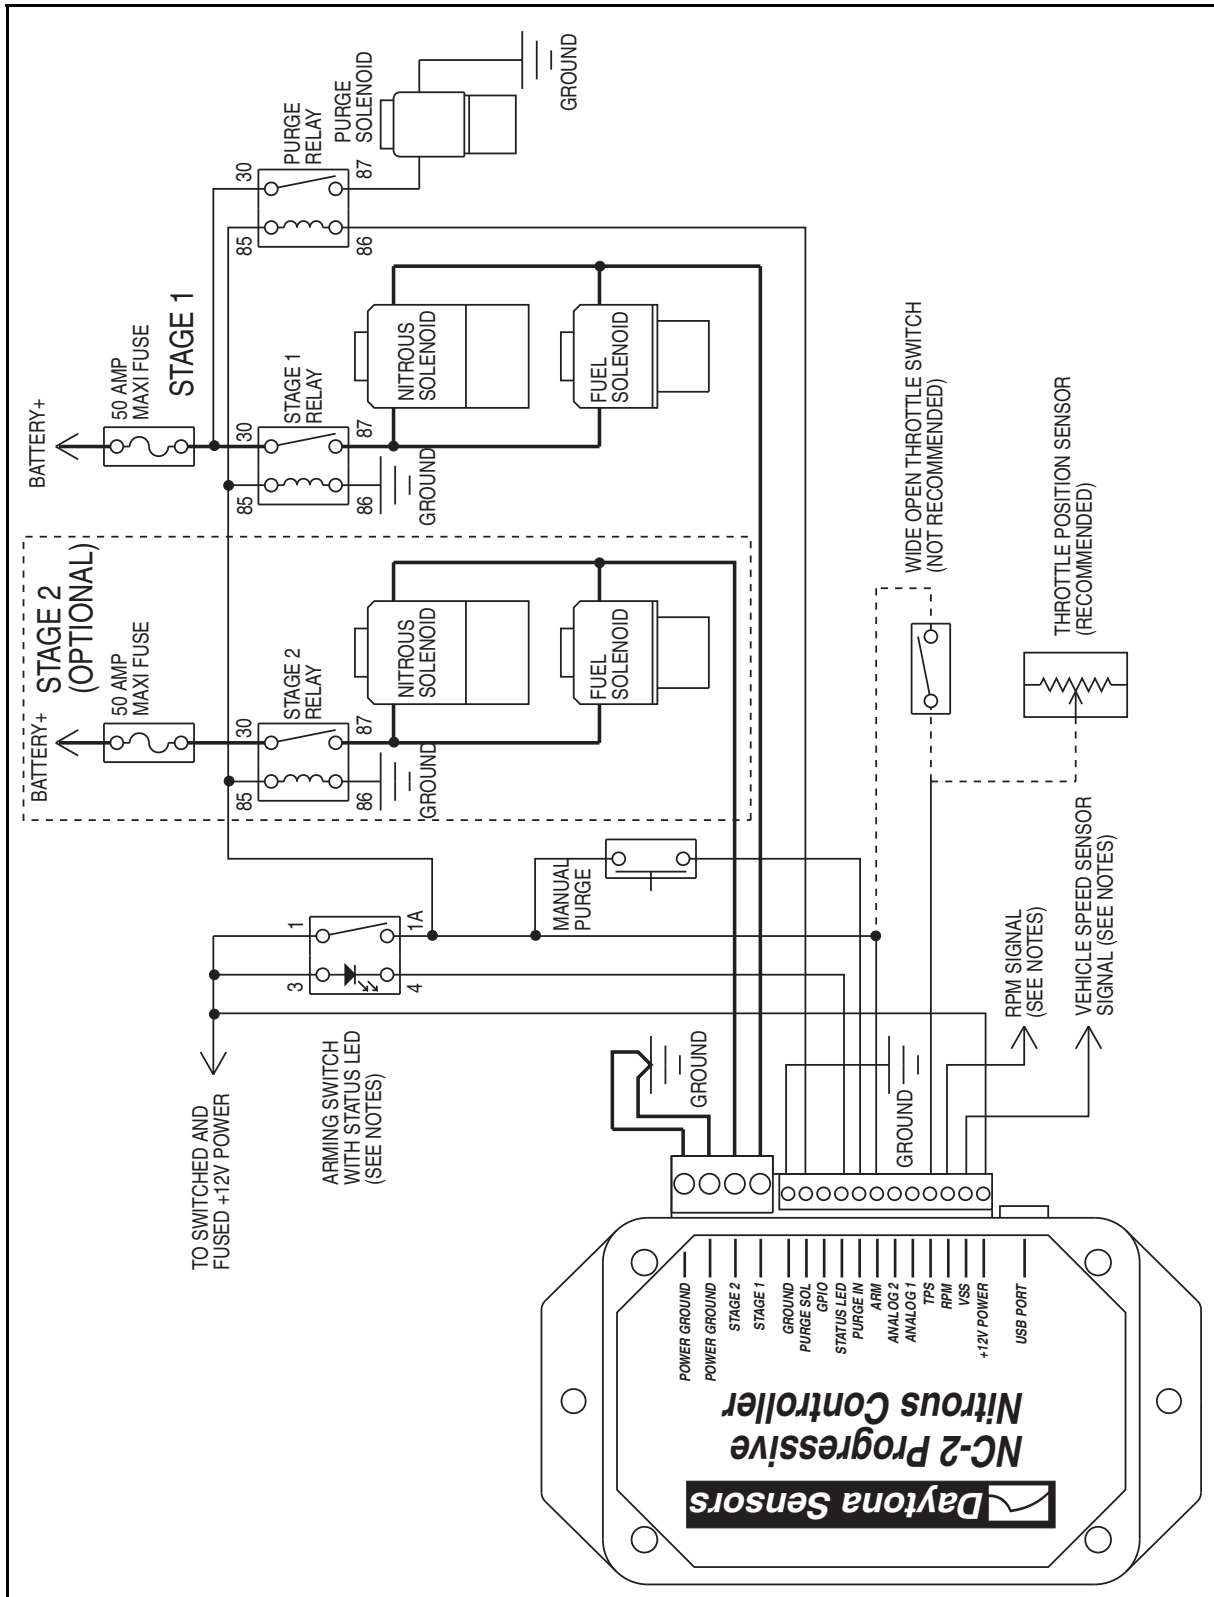 BATTERY+
50 AMP
MAXI FUSE
STAGE 1
STAGE 1
RELAY
30
87
85
86
GROUND
NITROUS
SOLENOID
FUEL
SOLENOID
PURGE
RELAY
30
87
85
86
PURGE
SOLENOID
GROUND
BATTERY+
STAGE 2
(OPTIONAL)
50 AMP
MAXI FUSE
STAGE 2
RELAY
30
87
85
86
GROUND
NITROUS
SOLENOID
FUEL
SOLENOID
TO SWITCHED AND
FUSED +12V POWER
ARMING SWITCH
WITH STATUS LED
(SEE NOTES)
1
1A
3
4
MANUAL
PURGE
WIDE OPEN THROTTLE SWITCH
(NOT RECOMMENDED)
THROTTLE POSITION SENSOR
(RECOMMENDED)
RPM SIGNAL
(SEE NOTES)
VEHICLE SPEED SENSOR
SIGNAL (SEE NOTES)
GROUND
GROUND
POWER GROUND
POWER GROUND
STAGE 2
STAGE 1
GROUND
PURGE SOL
GPIO
STATUS LED
PURGE IN
ARM
ANALOG 2
ANALOG 1
TPS
RPM
VSS
+12V POWER
USB PORT
Daytona Sensors
NC-2 Progressive
Nitrous Controller